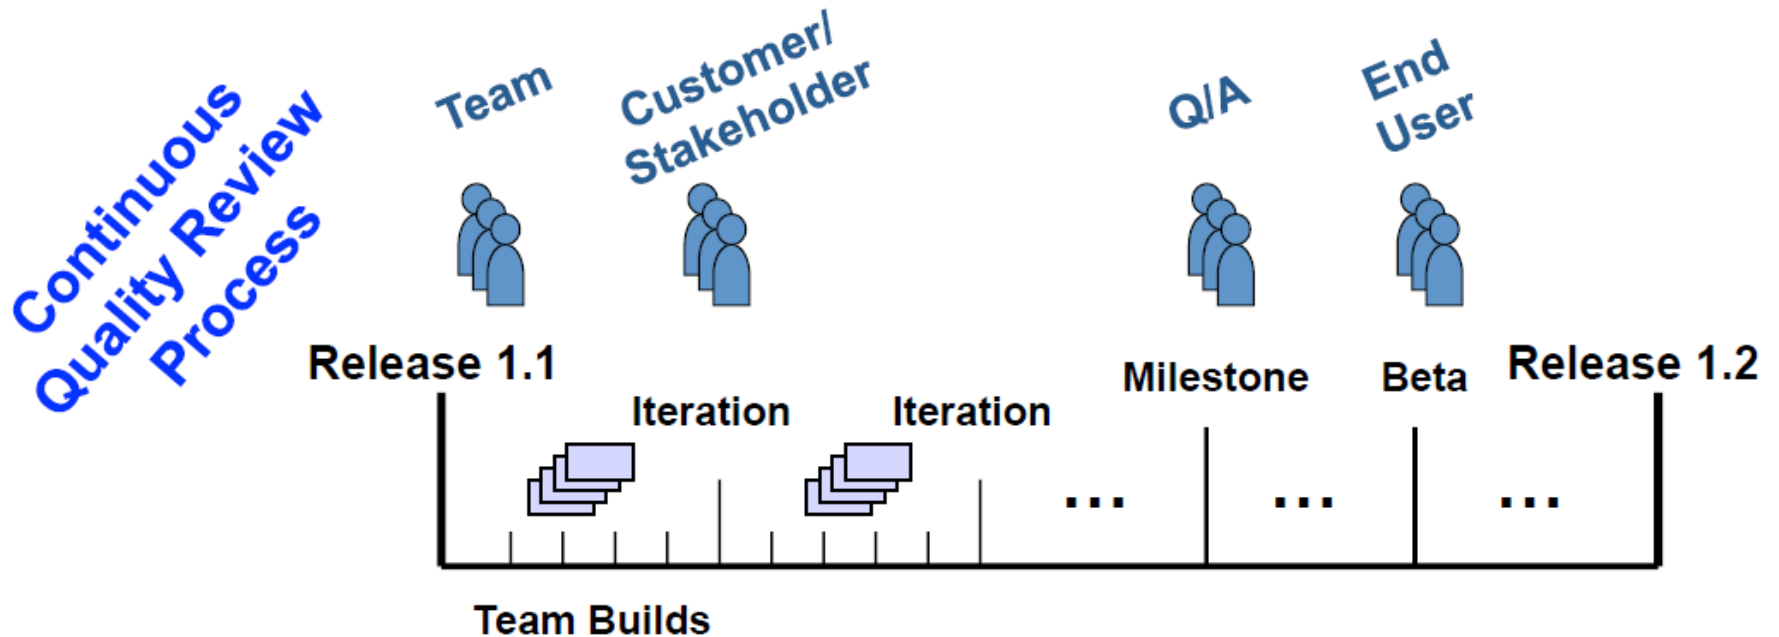 Continuous
Quality Review
Process
Team
Customer/
Stakeholder
Q/A
End
User
Release 1.1
Iteration
Iteration
Milestone
Beta
Release 1.2
...
...
...
Team Builds